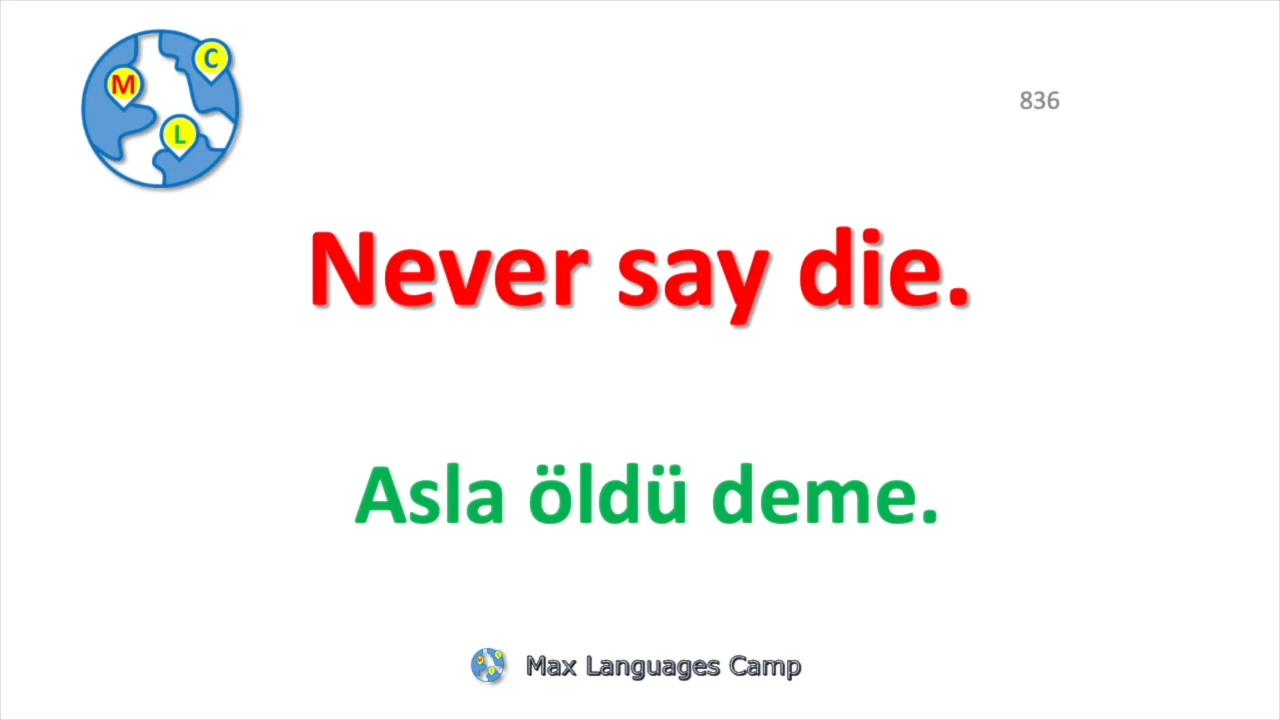 C
M
L
836
Never say die.
Asla öldü deme.
Max Languages Camp